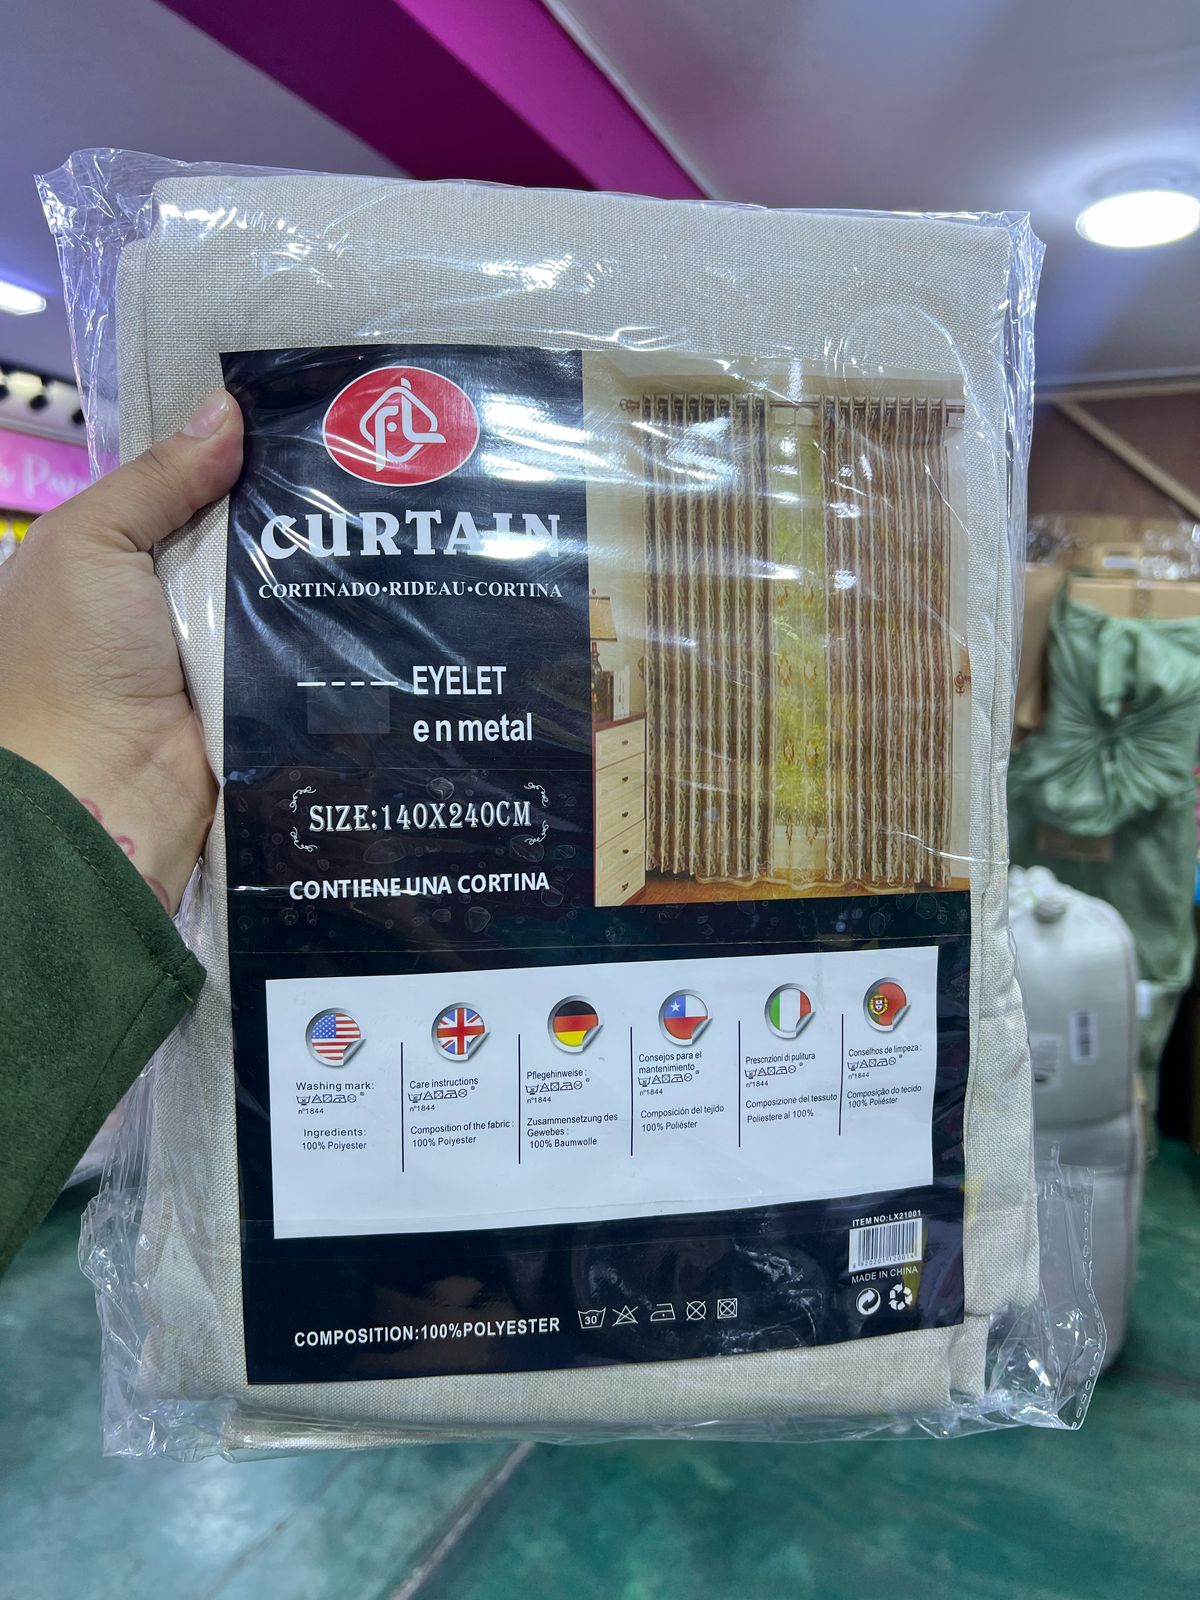 CURTAIN
CORTINADO•RIDEAU•CORTINA
EYELET
en metal
SIZE:140X240CM
CONTIENE UNA CORTINA
Washing mark:
n°1844
Ingredients:
100% Polyester
Care instructions
n°1844
Composition of the fabric :
100% Polyester
Pflegehinweise :
n°1844
Zusammensetzung des
Gewebes :
100% Baumwolle
Consejos para el
mantenimiento
n°1844
Composición del tejido
100% Poliéster
Prescnzioni di pulitura
n°1844
Composizione del tessuto
Poliestere al 100%
Conselhos de limpeza :
n°1844
Composição do tecido
100% Poliéster
ITEM NO:LX21001
MADE IN CHINA
COMPOSITION:100%POLYESTER
30